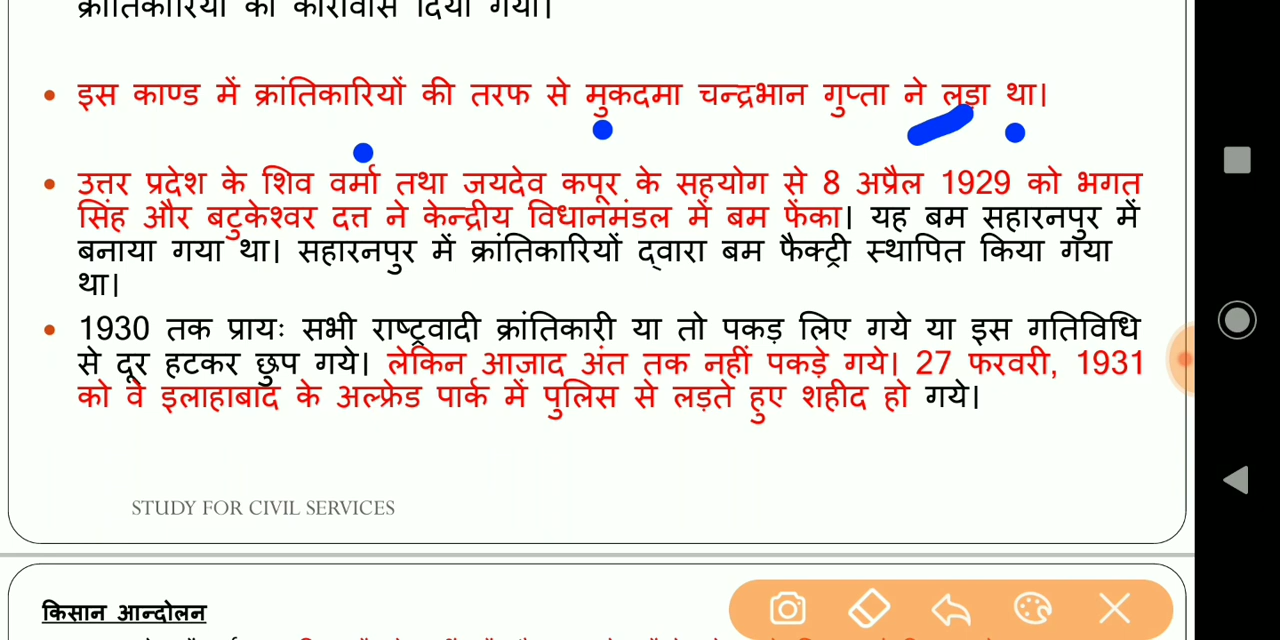 क्रांतिकारियों को कारावास दिया गया।
इस काण्ड में क्रांतिकारियों की तरफ से मुकदमा चन्द्रभान गुप्ता ने लड़ा था।
उत्तर प्रदेश के शिव वर्मा तथा जयदेव कपूर के सहयोग से 8 अप्रैल 1929 को भगत
सिंह और बटुकेश्वर दत्त ने केन्द्रीय विधानमंडल में बम फेंका। यह बम सहारनपुर में
बनाया गया था। सहारनपुर में क्रांतिकारियों द्वारा बम फैक्ट्री स्थापित किया गया
था।
1930 तक प्रायः सभी राष्ट्रवादी क्रांतिकारी या तो पकड़ लिए गये या इस गतिविधि
से दूर हटकर छुप गये। लेकिन आजाद अंत तक नहीं पकड़े गये। 27 फरवरी, 1931
को वे इलाहाबाद के अल्फ्रेड पार्क में पुलिस से लड़ते हुए शहीद हो गये।
STUDY FOR CIVIL SERVICES
किसान आन्दोलन